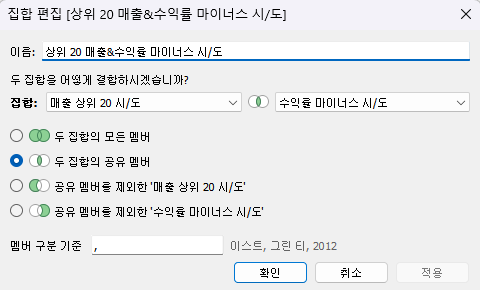 집합 편집 [상위 20 매출&수익률 마이너스 시/도]
이름: 상위 20 매출&수익률 마이너스 시/도
두 집합을 어떻게 결합하시겠습니까?
집합: 매출 상위 20 시/도 수익률 마이너스 시/도
두 집합의 모든 멤버
두 집합의 공유 멤버
공유 멤버를 제외한 '매출 상위 20 시/도'
공유 멤버를 제외한 '수익률 마이너스 시/도'
멤버 구분 기준 , 이스트, 그린 티, 2012
확인 취소 적용